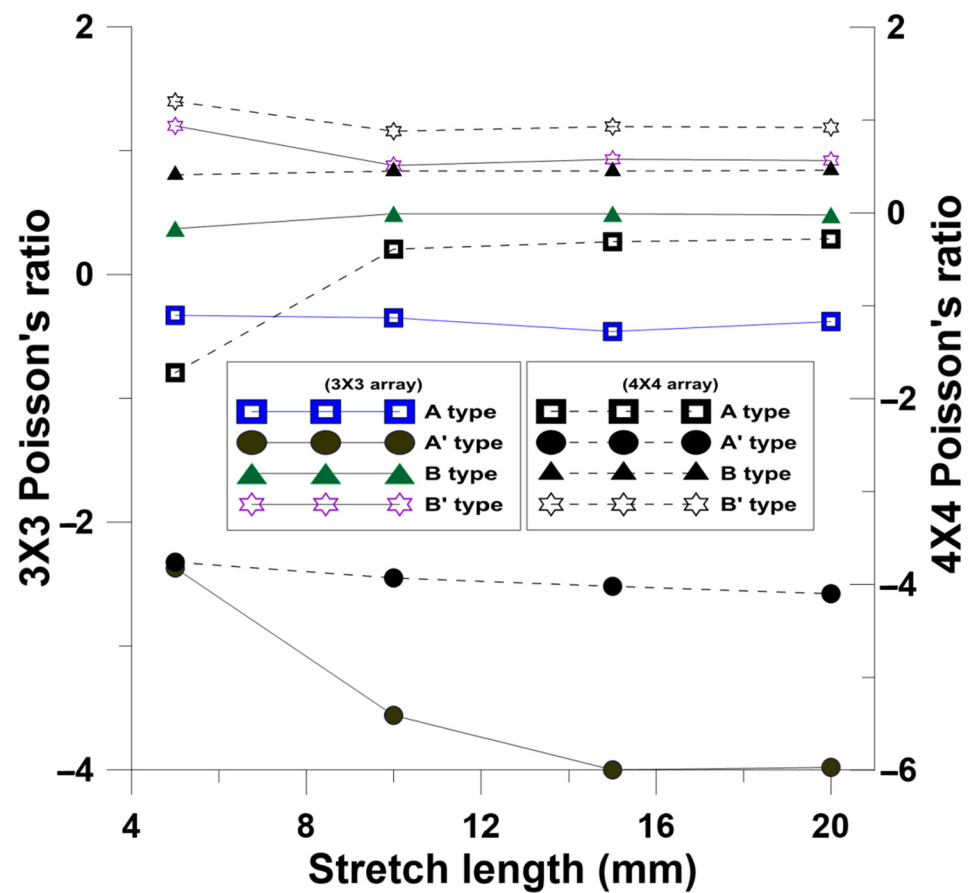 2
0
−2
−4
3X3 Poisson's ratio
2
0
−2
−4
−6
4X4 Poisson's ratio
(3X3 array)
A type
A' type
B type
B' type
(4X4 array)
A type
A' type
B type
B' type
4
8
12
16
20
Stretch length (mm)